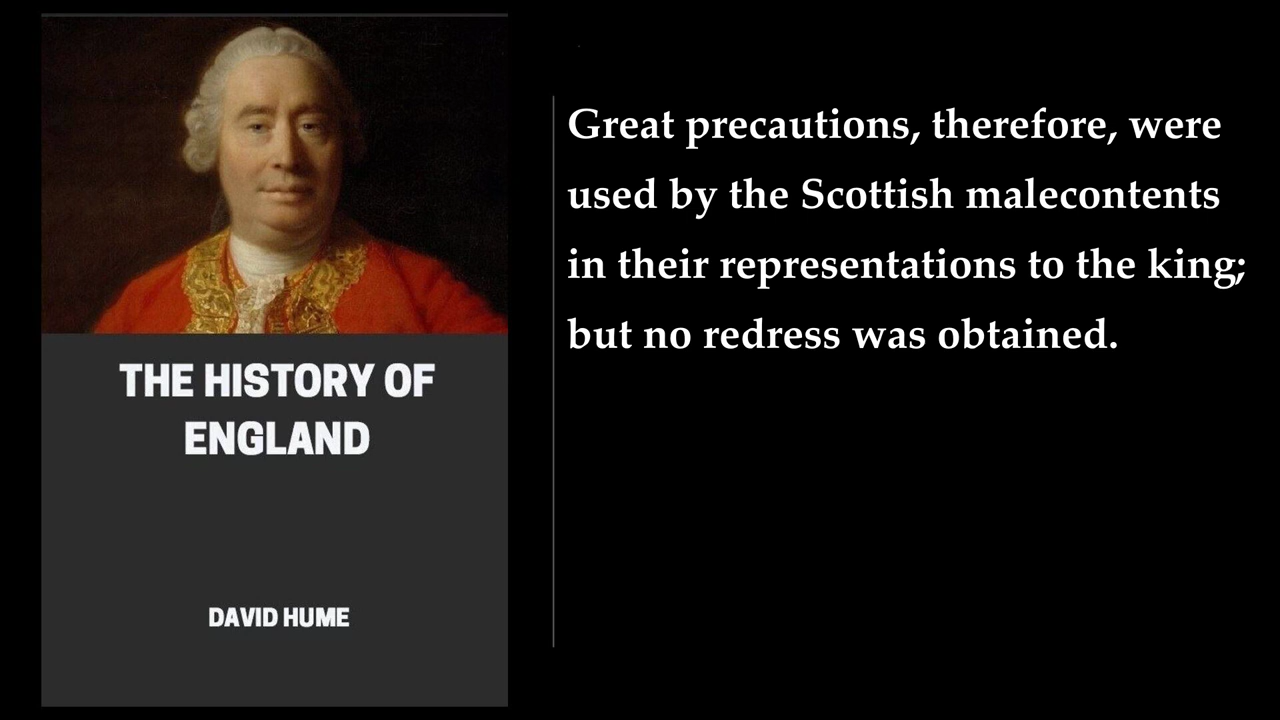 THE HISTORY OF
ENGLAND
DAVID HUME
Great precautions, therefore, were
used by the Scottish malecontents
in their representations to the king;
but no redress was obtained.